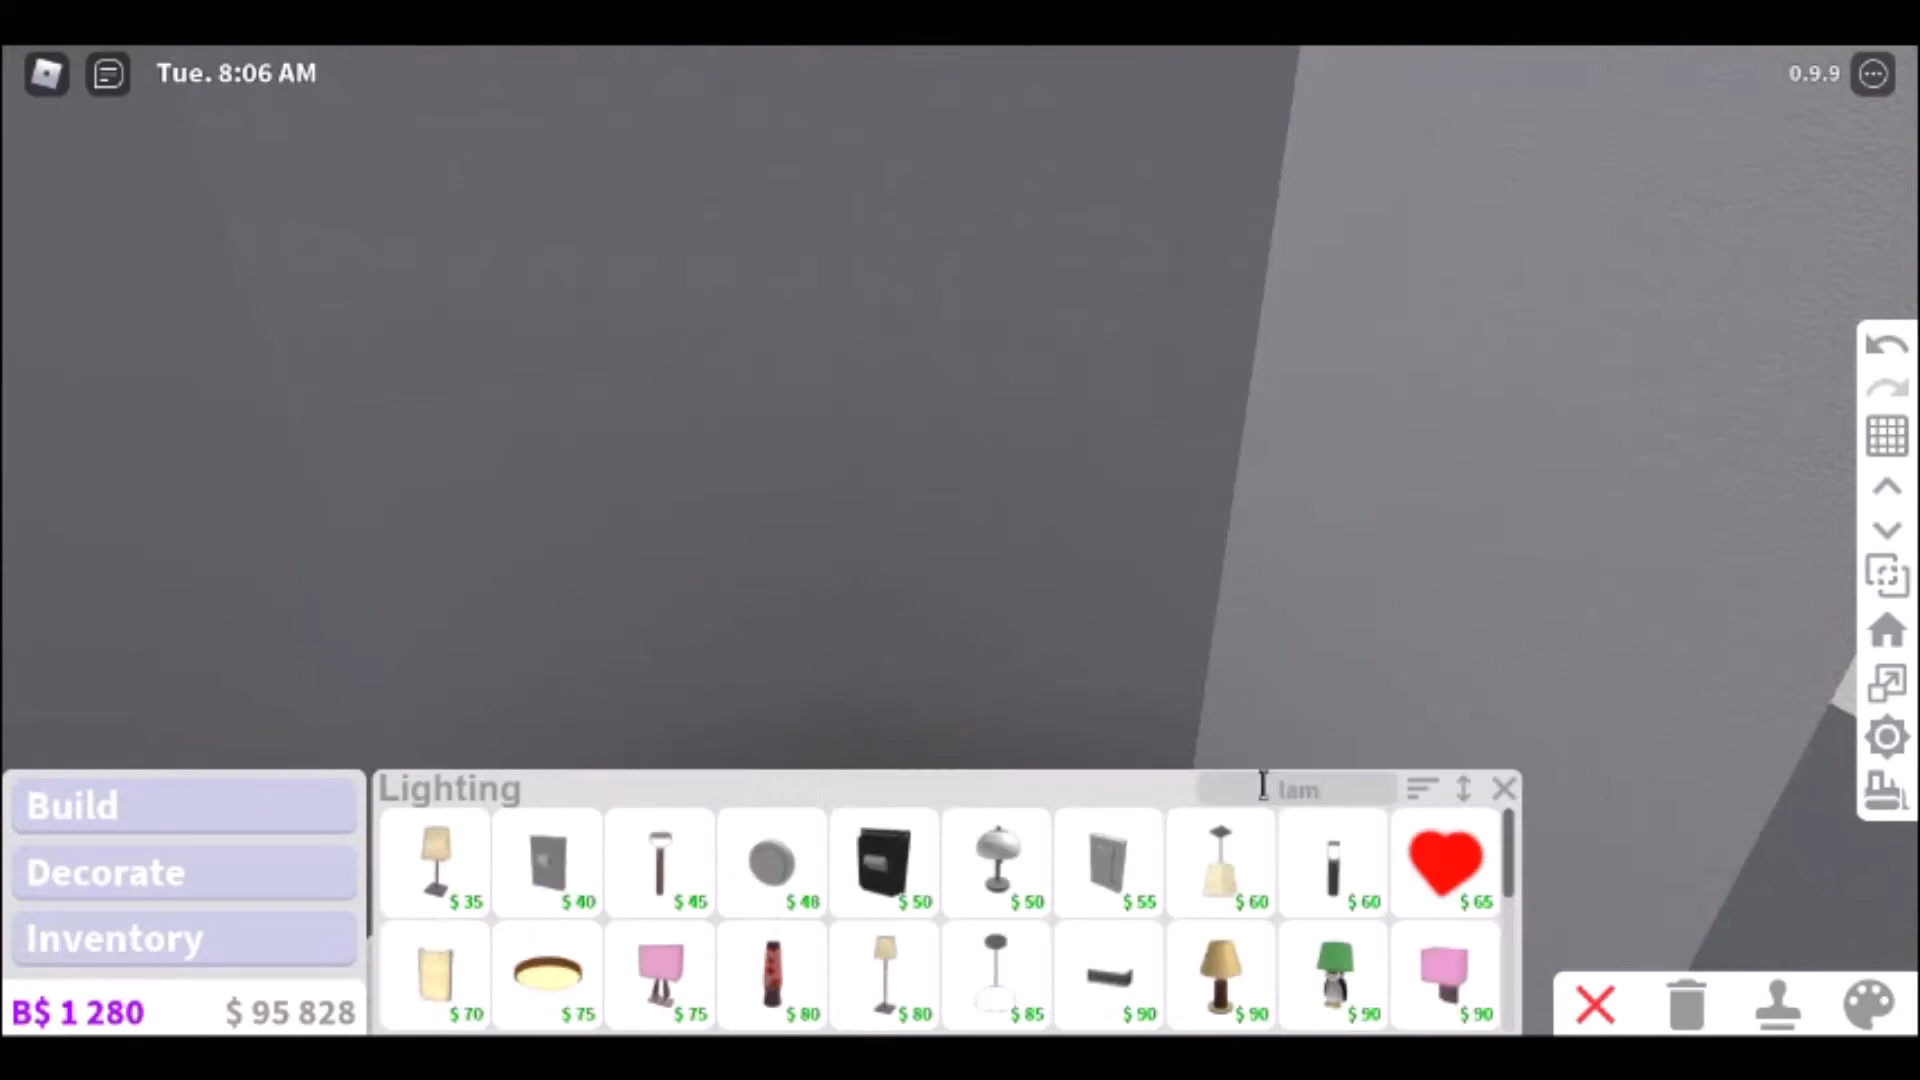 Tue. 8:06 AM
0.9.9
Build
Decorate
Inventory
B$ 1 280
$ 95 828
Lighting
lam
$ 35 $ 40 $ 45 $ 48 $ 50 $ 50 $ 55 $ 60 $ 60 $ 65
$ 70 $ 75 $ 75 $ 80 $ 80 $ 85 $ 90 $ 90 $ 90 $ 90